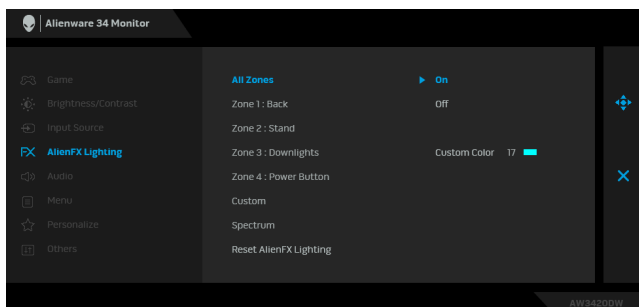 Alienware 34 Monitor
Game
Brightness/Contrast
Input Source
FX AlienFX Lighting
Audio
Menu
Personalize
Others
All Zones On
Zone 1 : Back Off
Zone 2 : Stand
Zone 3 : Downlights Custom Color 17
Zone 4 : Power Button
Custom
Spectrum
Reset AlienFX Lighting
AW3420DW